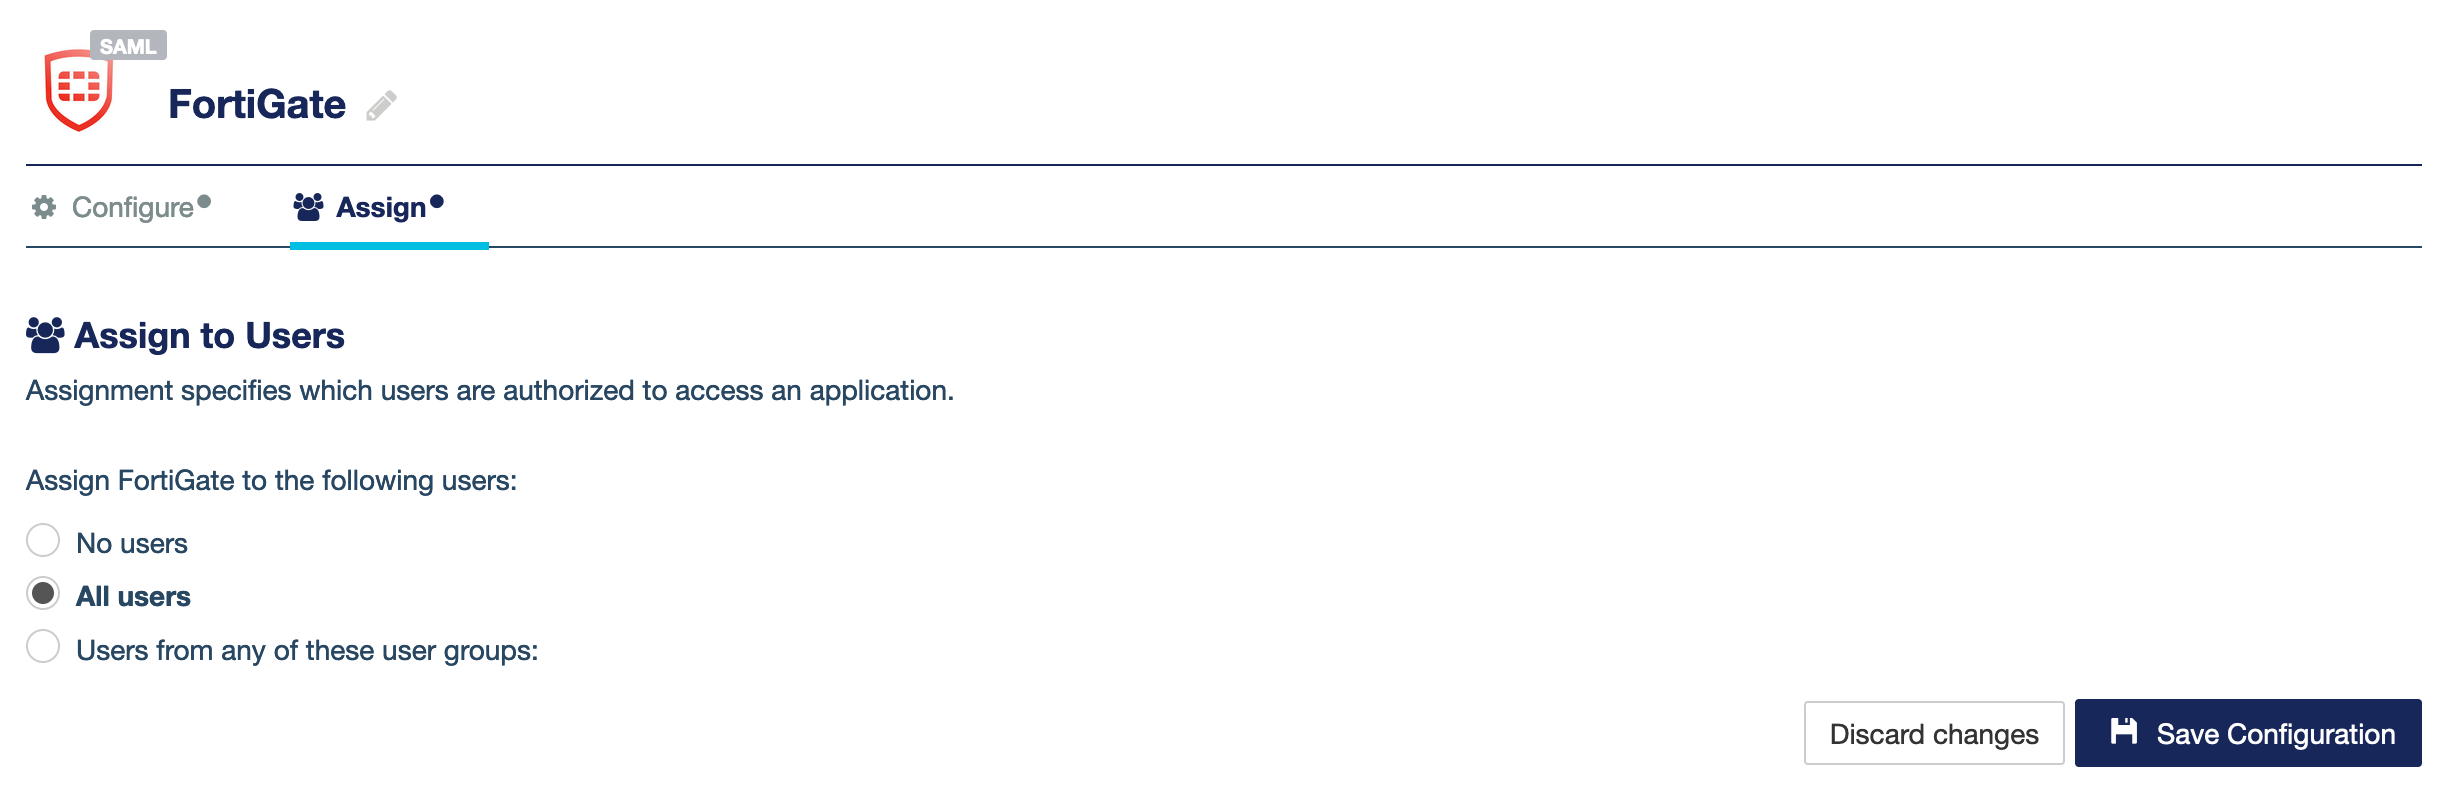 SAML
FortiGate
Configure
Assign
Assign to Users
Assignment specifies which users are authorized to access an application.
Assign FortiGate to the following users:
No users
All users
Users from any of these user groups:
Discard changes
Save Configuration